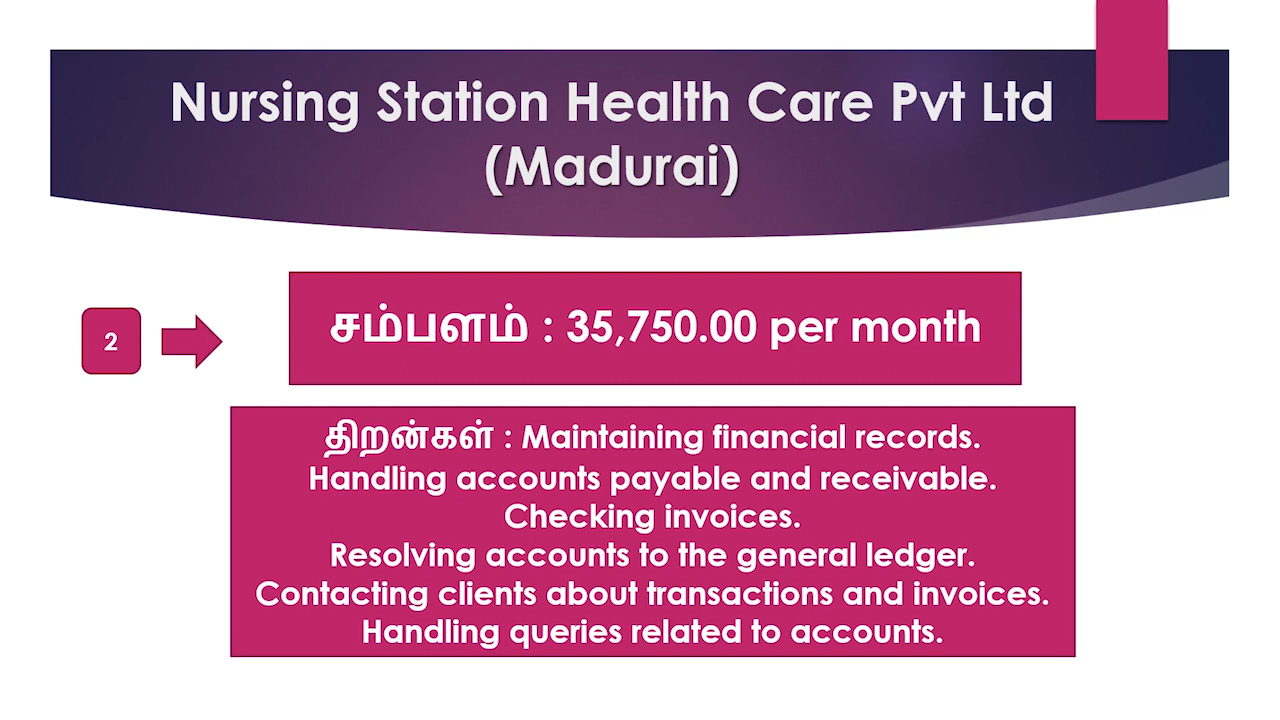 Nursing Station Health Care Pvt Ltd
(Madurai)
2
சம்பளம் : 35,750.00 per month
திறன்கள் : Maintaining financial records.
Handling accounts payable and receivable.
Checking invoices.
Resolving accounts to the general ledger.
Contacting clients about transactions and invoices.
Handling queries related to accounts.